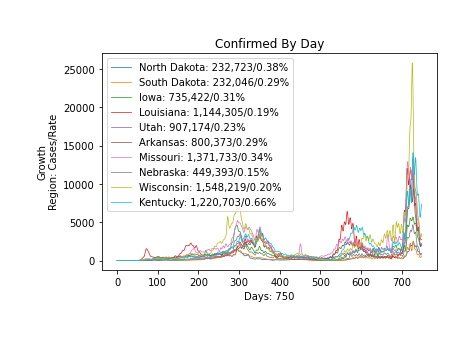 Confirmed By Day
25000
20000
15000
10000
5000
0
Growth
Region: Cases/Rate
North Dakota: 232,723/0.38%
South Dakota: 232,046/0.29%
Iowa: 735,422/0.31%
Louisiana: 1,144,305/0.19%
Utah: 907,174/0.23%
Arkansas: 800,373/0.29%
Missouri: 1,371,733/0.34%
Nebraska: 449,393/0.15%
Wisconsin: 1,548,219/0.20%
Kentucky: 1,220,703/0.66%
0 100 200 300 400 500 600 700
Days: 750